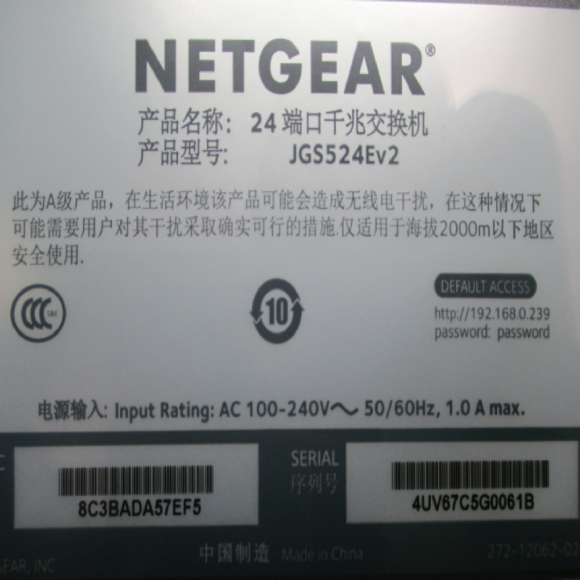 NETGEAR®
产品名称: 24 端口千兆交换机
产品型号: JGS524Ev2
此为A级产品，在生活环境该产品可能会造成无线电干扰，在这种情况下
可能需要用户对其干扰采取确实可行的措施.仅适用于海拔2000m以下地区
安全使用.
CCC
10
DEFAULT ACCESS
http://192.168.0.239
password: password
电源输入: Input Rating: AC 100-240V～ 50/60Hz, 1.0 A max.
C
8C3BADA57EF5
SERIAL
序列号
4UV67C5G0061B
中国制造 Made in China
272-12062-02
EAR, INC